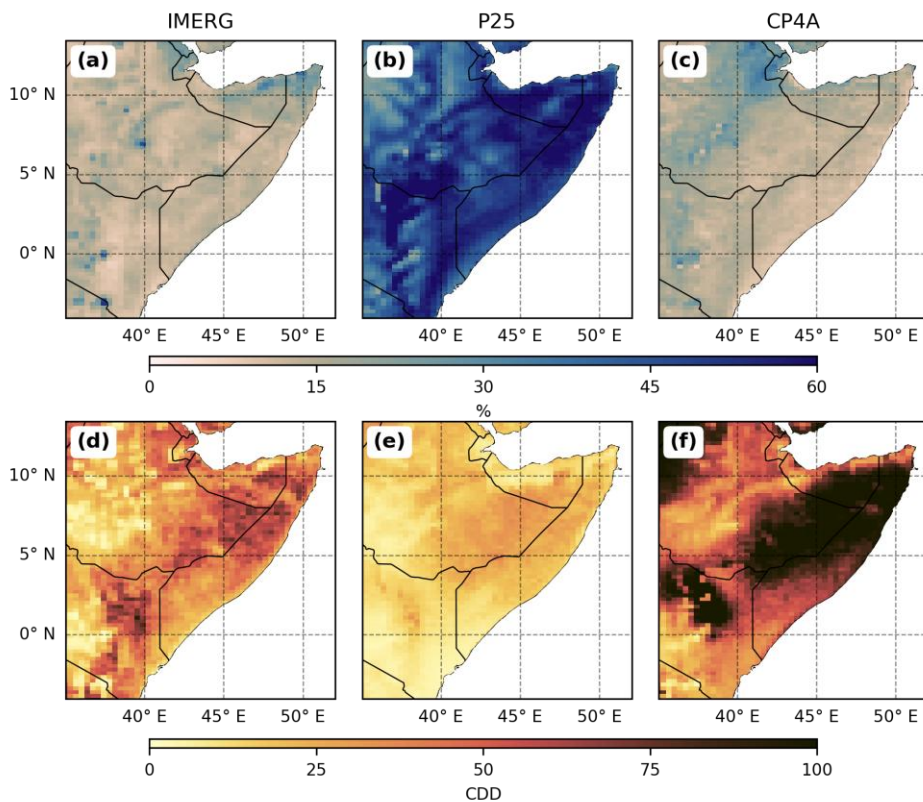 IMERG P25 CP4A
(a) (b) (c)
10° N
5° N
0° N
40° E 45° E 50° E 40° E 45° E 50° E 40° E 45° E 50° E
0 15 30 45 60
%
(d) (e) (f)
10° N
5° N
0° N
40° E 45° E 50° E 40° E 45° E 50° E 40° E 45° E 50° E
0 25 50 75 100
CDD